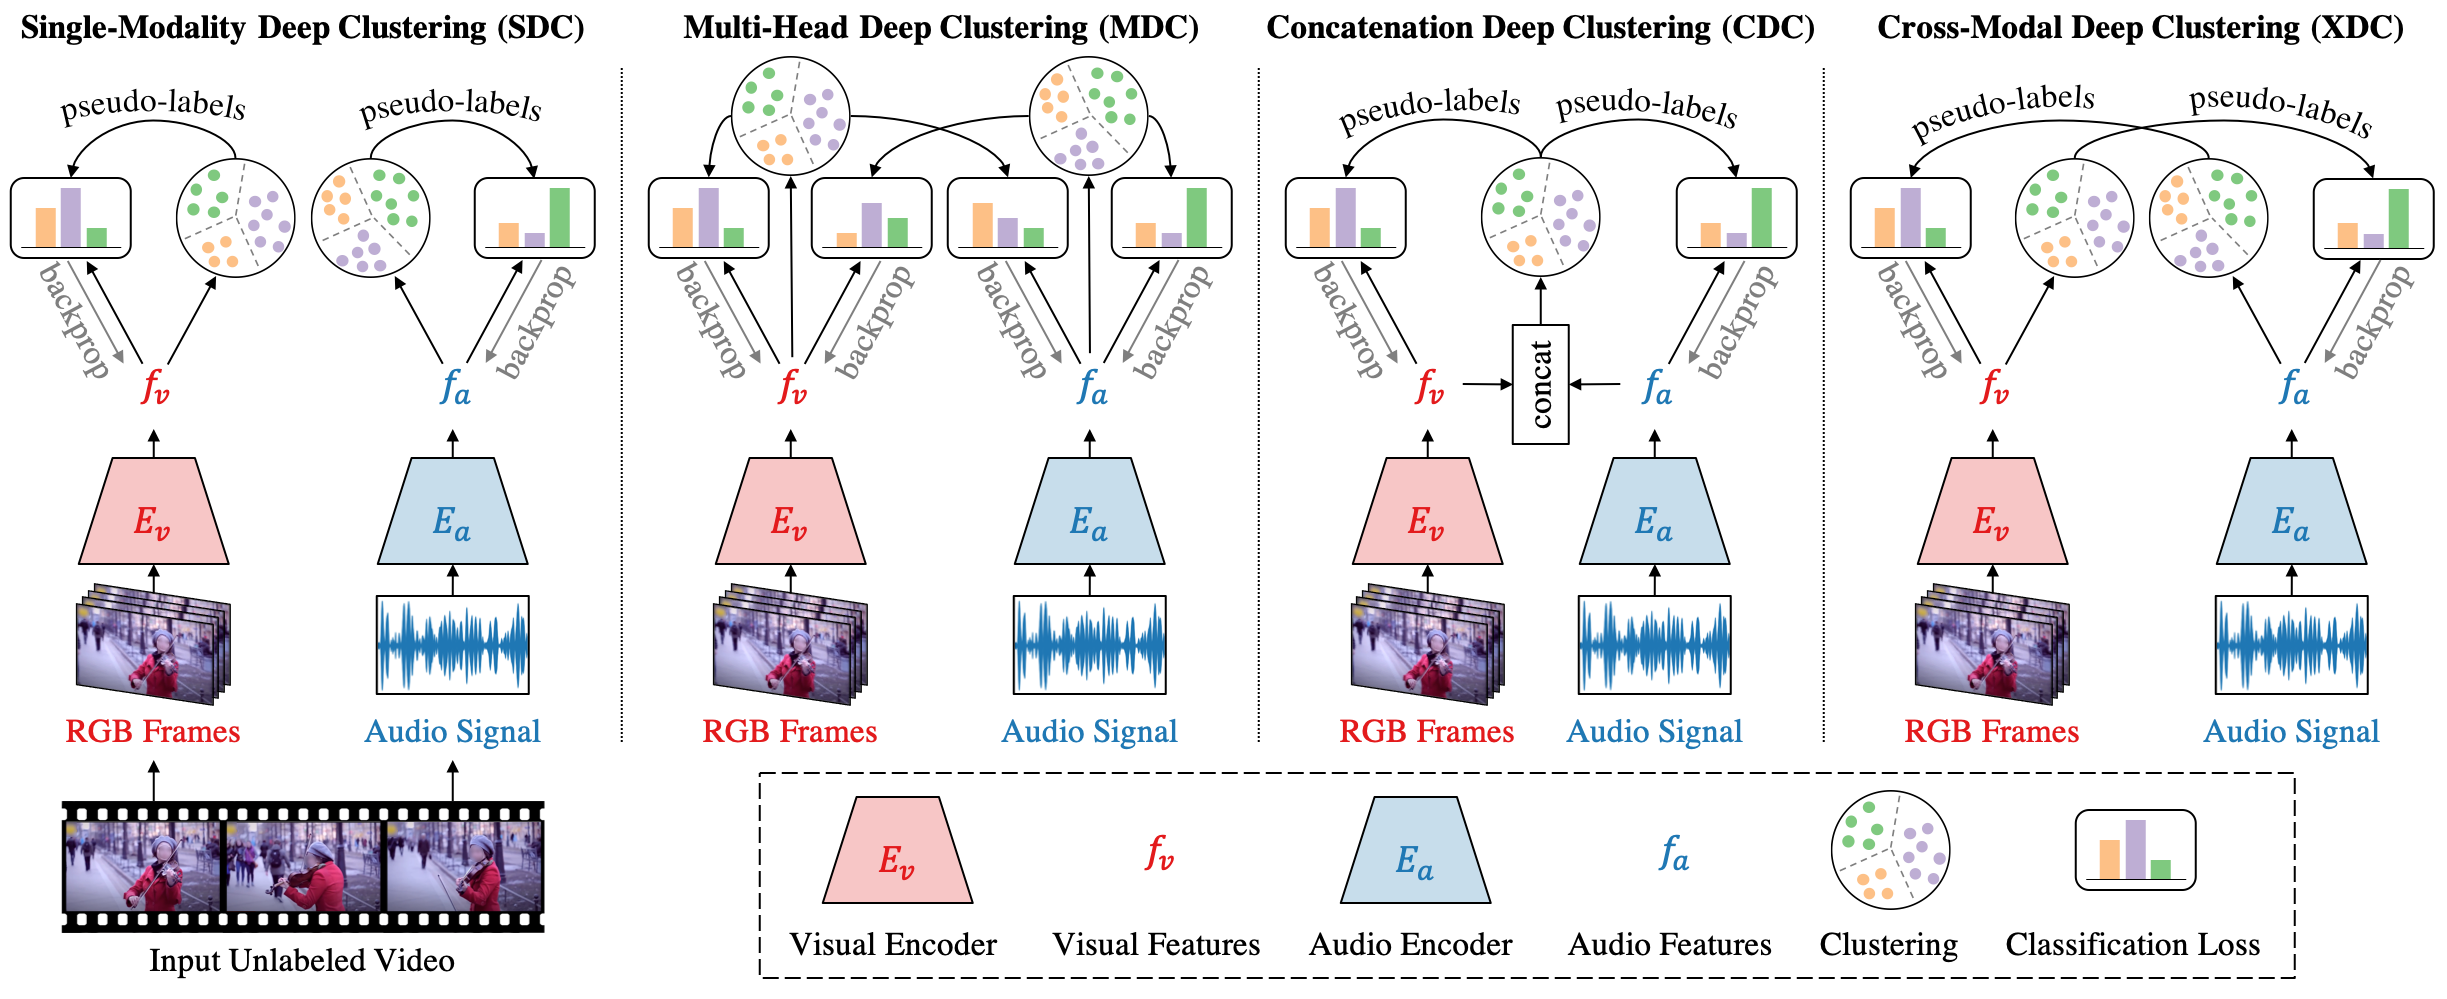 Single-Modality Deep Clustering (SDC)
pseudo-labels
pseudo-labels
backprop
backprop
f_v
f_a
E_v
E_a
RGB Frames
Audio Signal
Input Unlabeled Video
Multi-Head Deep Clustering (MDC)
backprop
backprop
backprop
backprop
f_v
f_a
E_v
E_a
RGB Frames
Audio Signal
Concatenation Deep Clustering (CDC)
pseudo-labels
pseudo-labels
backprop
backprop
f_v
concat
f_a
E_v
E_a
RGB Frames
Audio Signal
Cross-Modal Deep Clustering (XDC)
pseudo-labels
pseudo-labels
backprop
backprop
f_v
f_a
E_v
E_a
RGB Frames
Audio Signal
E_v
f_v
E_a
f_a
Visual Encoder
Visual Features
Audio Encoder
Audio Features
Clustering
Classification Loss